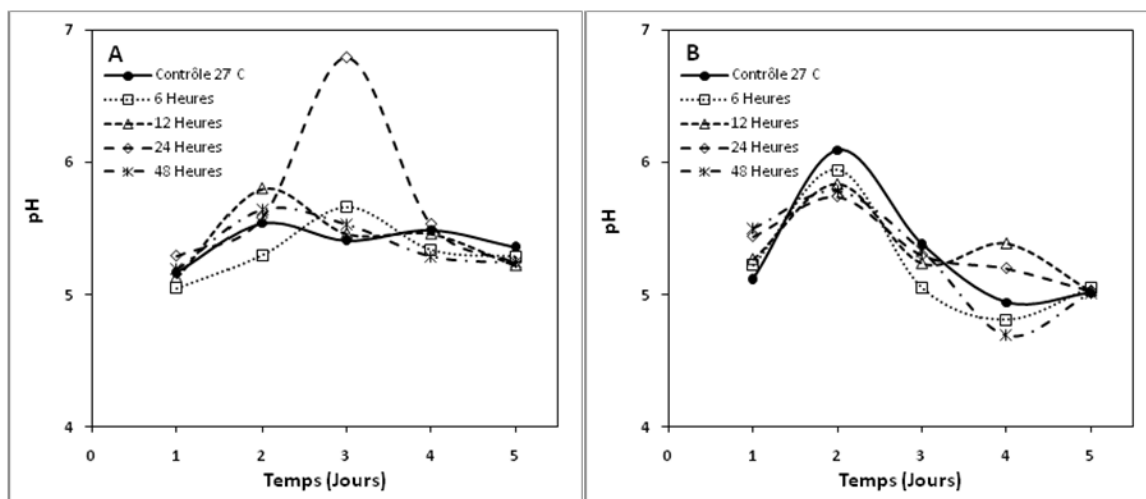 A
Contrôle 27 C
6 Heures
12 Heures
24 Heures
48 Heures
7
6
5
4
pH
0 1 2 3 4 5
Temps (Jours)
B
Contrôle 27 C
6 Heures
12 Heures
24 Heures
48 Heures
7
6
5
4
pH
0 1 2 3 4 5
Temps (Jours)